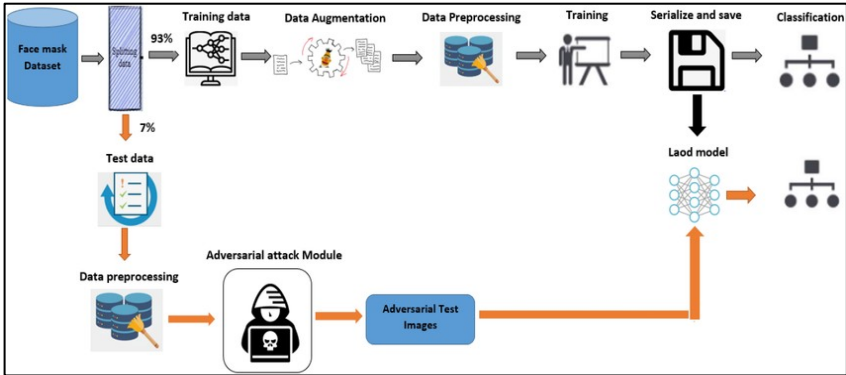 Face mask
Dataset
Splitting
data
93%
Training data
Data Augmentation
Data Preprocessing
Training
Serialize and save
Classification
7%
Test data
Laod model
Data preprocessing
Adversarial attack Module
Adversarial Test
Images